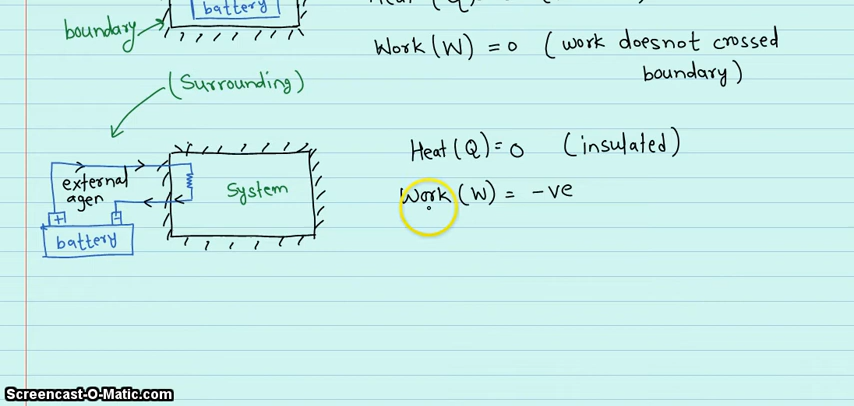 battery
boundary
Work (W) = 0 ( work doesnot crossed
boundary)
(Surrounding)
Heat (Q) = 0 (insulated)
external
agen
System
Work (W) = -ve
+ -
battery
SCREENCAST-O-MATIC.COM